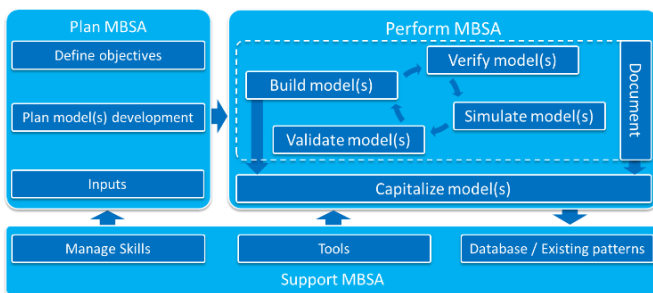 Plan MBSA
Define objectives
Plan model(s) development
Inputs
Perform MBSA
Verify model(s)
Build model(s)
Simulate model(s)
Validate model(s)
Document
Capitalize model(s)
Manage Skills
Tools
Database / Existing patterns
Support MBSA